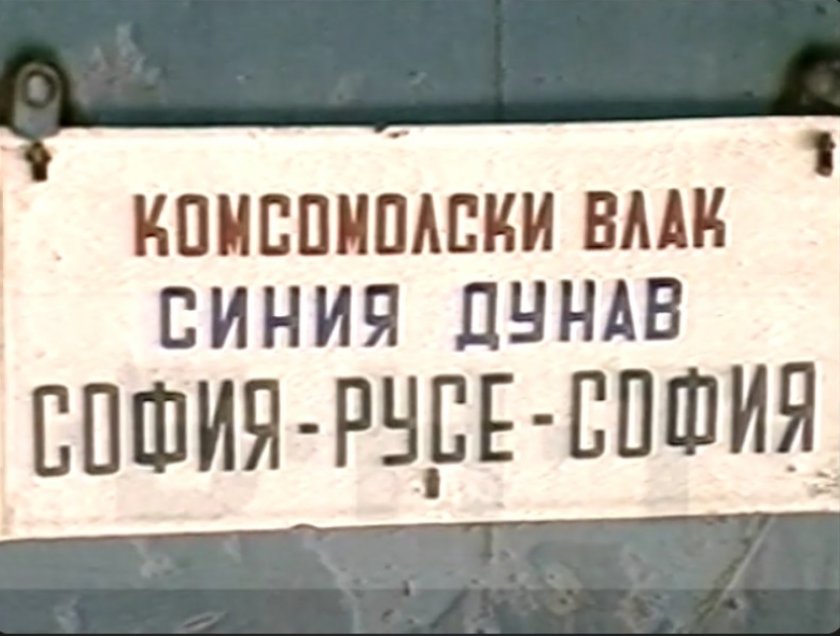 КОМСОМОЛСКИ ВЛАК
СИНИЯ ДУНАВ
СОФИЯ-РУСЕ-СОФИЯ